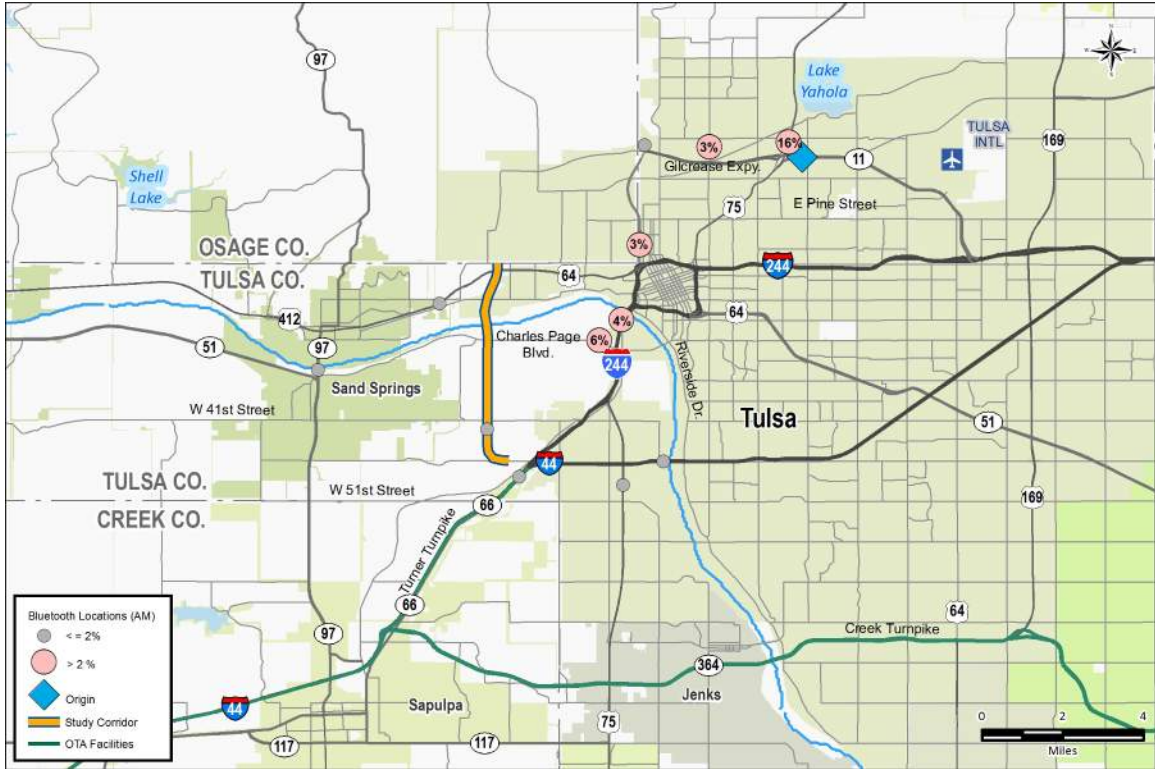 97
Lake
Yahola
TULSA
INTL
169
3%
16%
Gilcrease Expy.
11
Shell
Lake
75
E Pine Street
OSAGE CO.
TULSA CO.
3%
64
244
412
51
97
Charles Page
Blvd.
4%
6%
244
64
Riverside Dr.
Sand Springs
W 41st Street
Tulsa
51
44
TULSA CO.
CREEK CO.
W 51st Street
66
169
Turner Turnpike
66
64
97
Creek Turnpike
364
Jenks
44
Sapulpa
75
117
117
Bluetooth Locations (AM)
< = 2%
> 2 %
Origin
Study Corridor
OTA Facilities
0 2 4
Miles